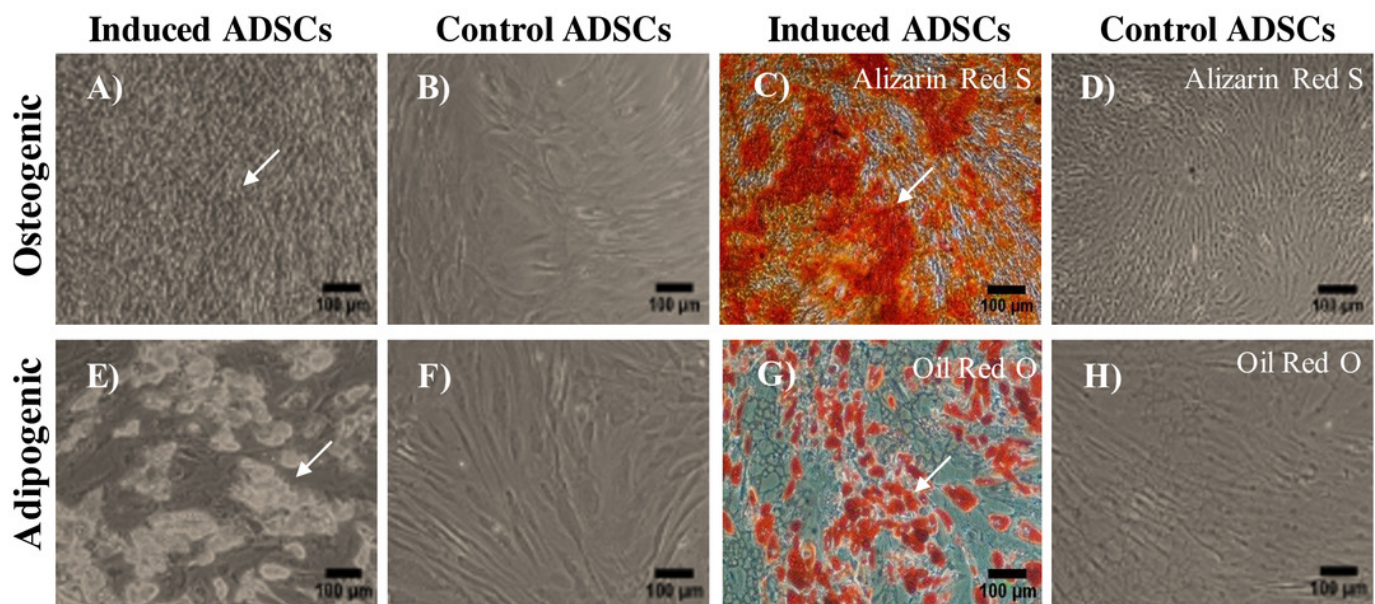 Induced ADSCs
Control ADSCs
Induced ADSCs
Control ADSCs
Osteogenic
A)
100 µm
B)
100 µm
C)
Alizarin Red S
100 µm
D)
Alizarin Red S
100 µm
Adipogenic
E)
100 µm
F)
100 µm
G)
Oil Red O
100 µm
H)
Oil Red O
100 µm